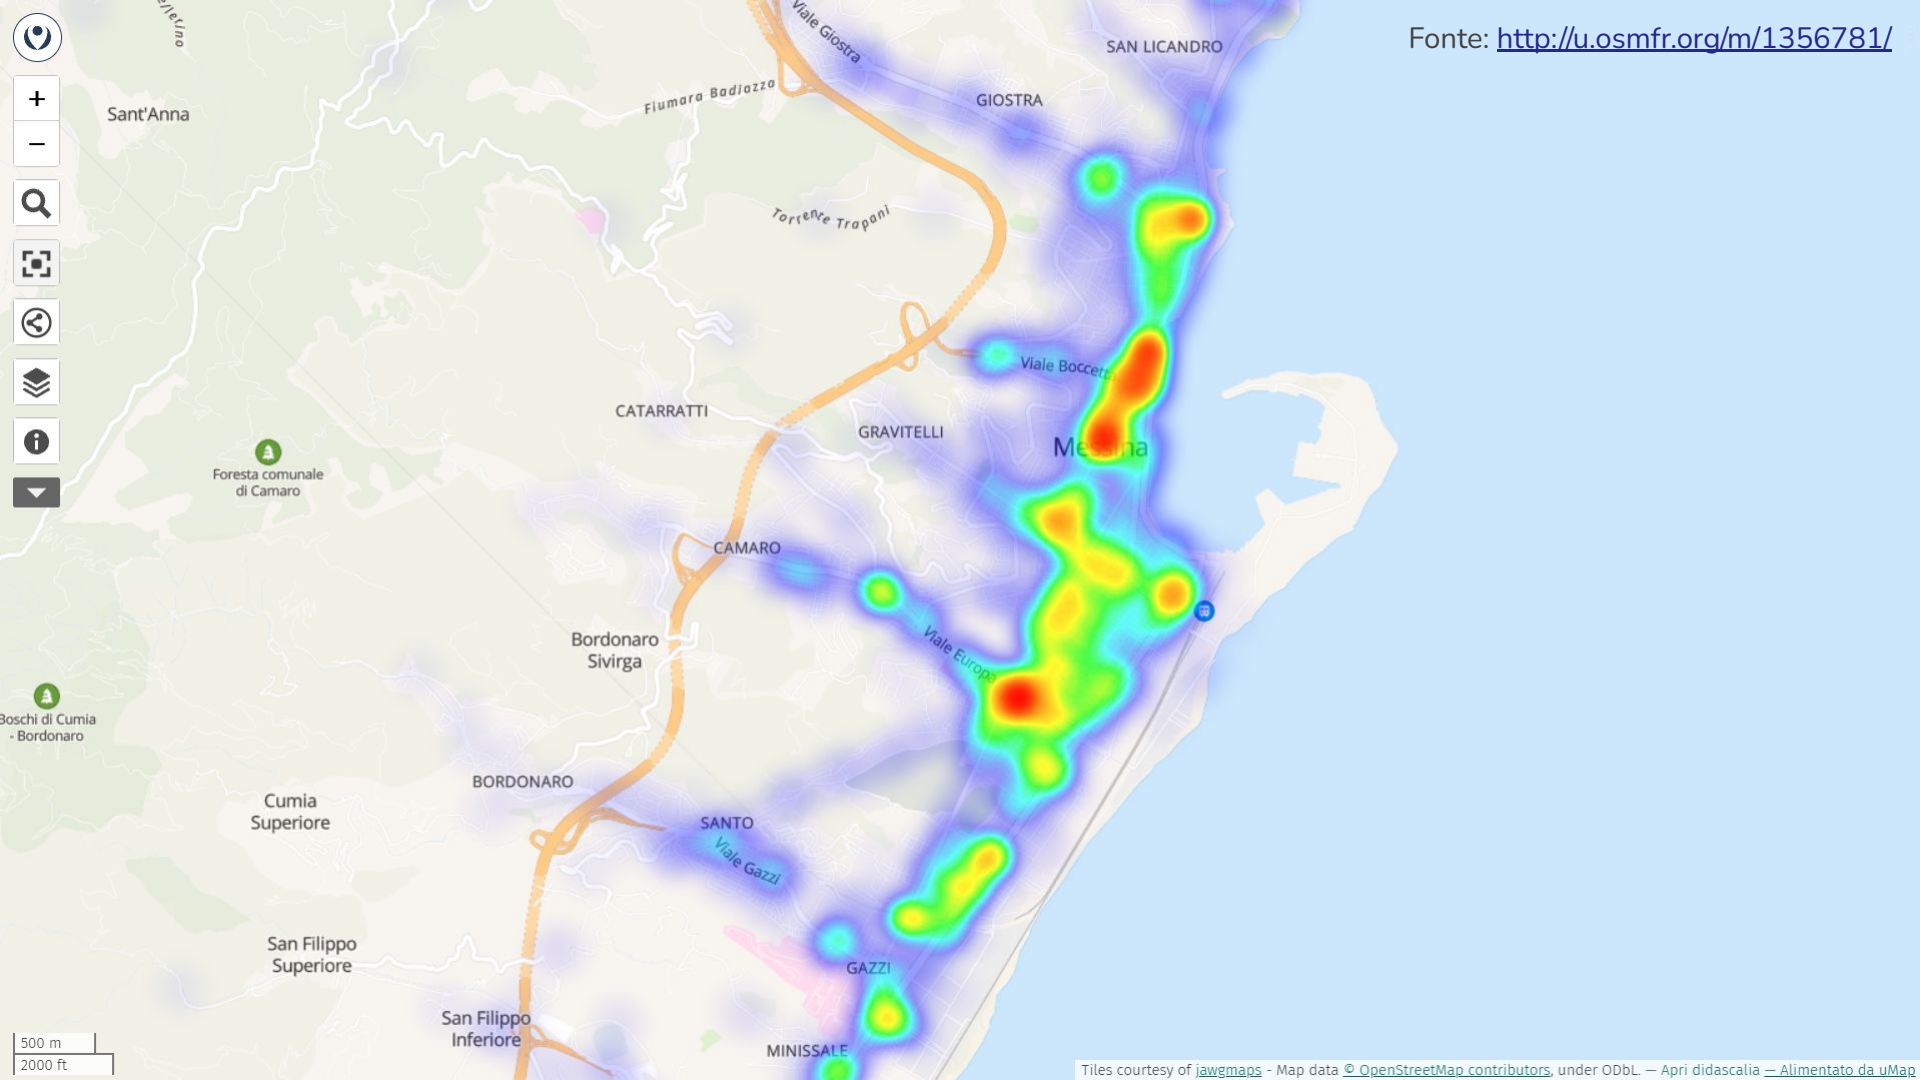 Fonte: http://u.osmfr.org/m/1356781/
Viale Giostra
SAN LICANDRO
Fiumara Badiazza
GIOSTRA
Sant'Anna
Torrente Trapani
Viale Boccetta
CATARRATTI
GRAVITELLI
Messina
Foresta comunale
di Camaro
CAMARO
Viale Europa
Bordonaro
Sivirga
Boschi di Cumia
- Bordonaro
BORDONARO
Cumia
Superiore
SANTO
Viale Gazzi
San Filippo
Superiore
GAZZI
San Filippo
Inferiore
MINISSALE
500 m
2000 ft
Tiles courtesy of jawgmaps - Map data © OpenStreetMap contributors, under ODbL. — Apri didascalia — Alimentato da uMap